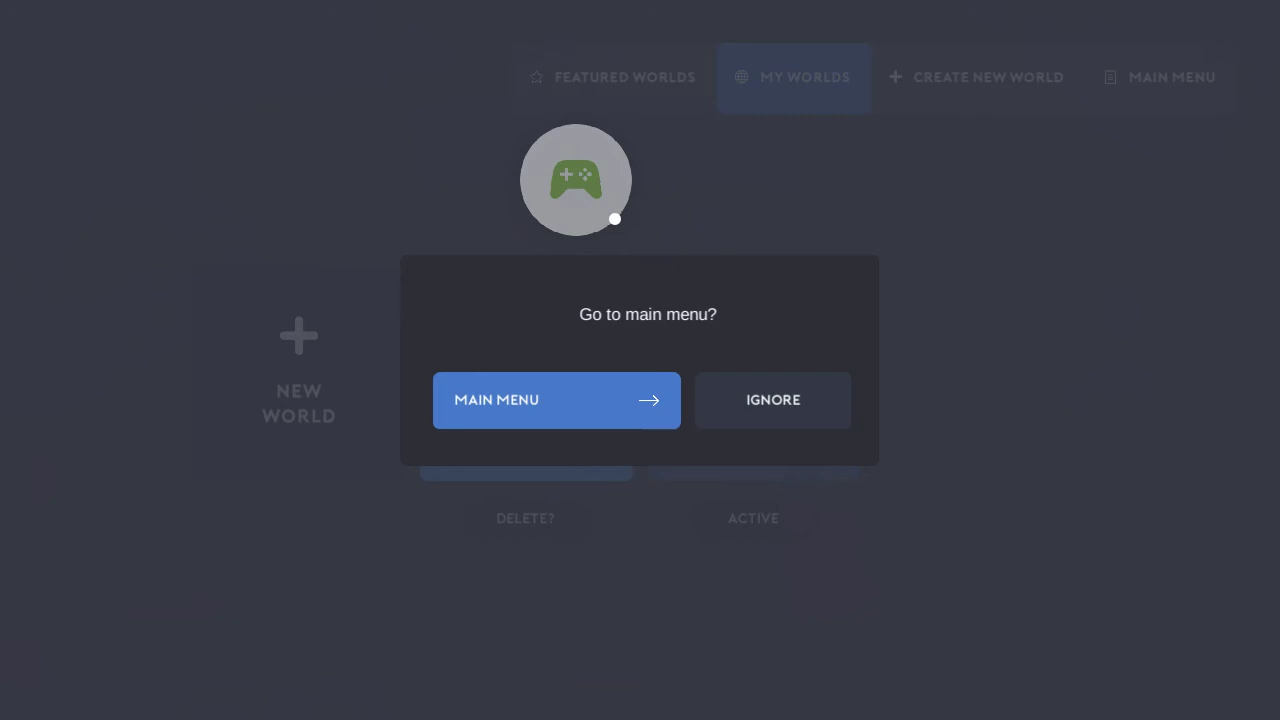 FEATURED WORLDS
MY WORLDS
CREATE NEW WORLD
MAIN MENU
Go to main menu?
MAIN MENU
IGNORE
NEW
WORLD
DELETE?
ACTIVE